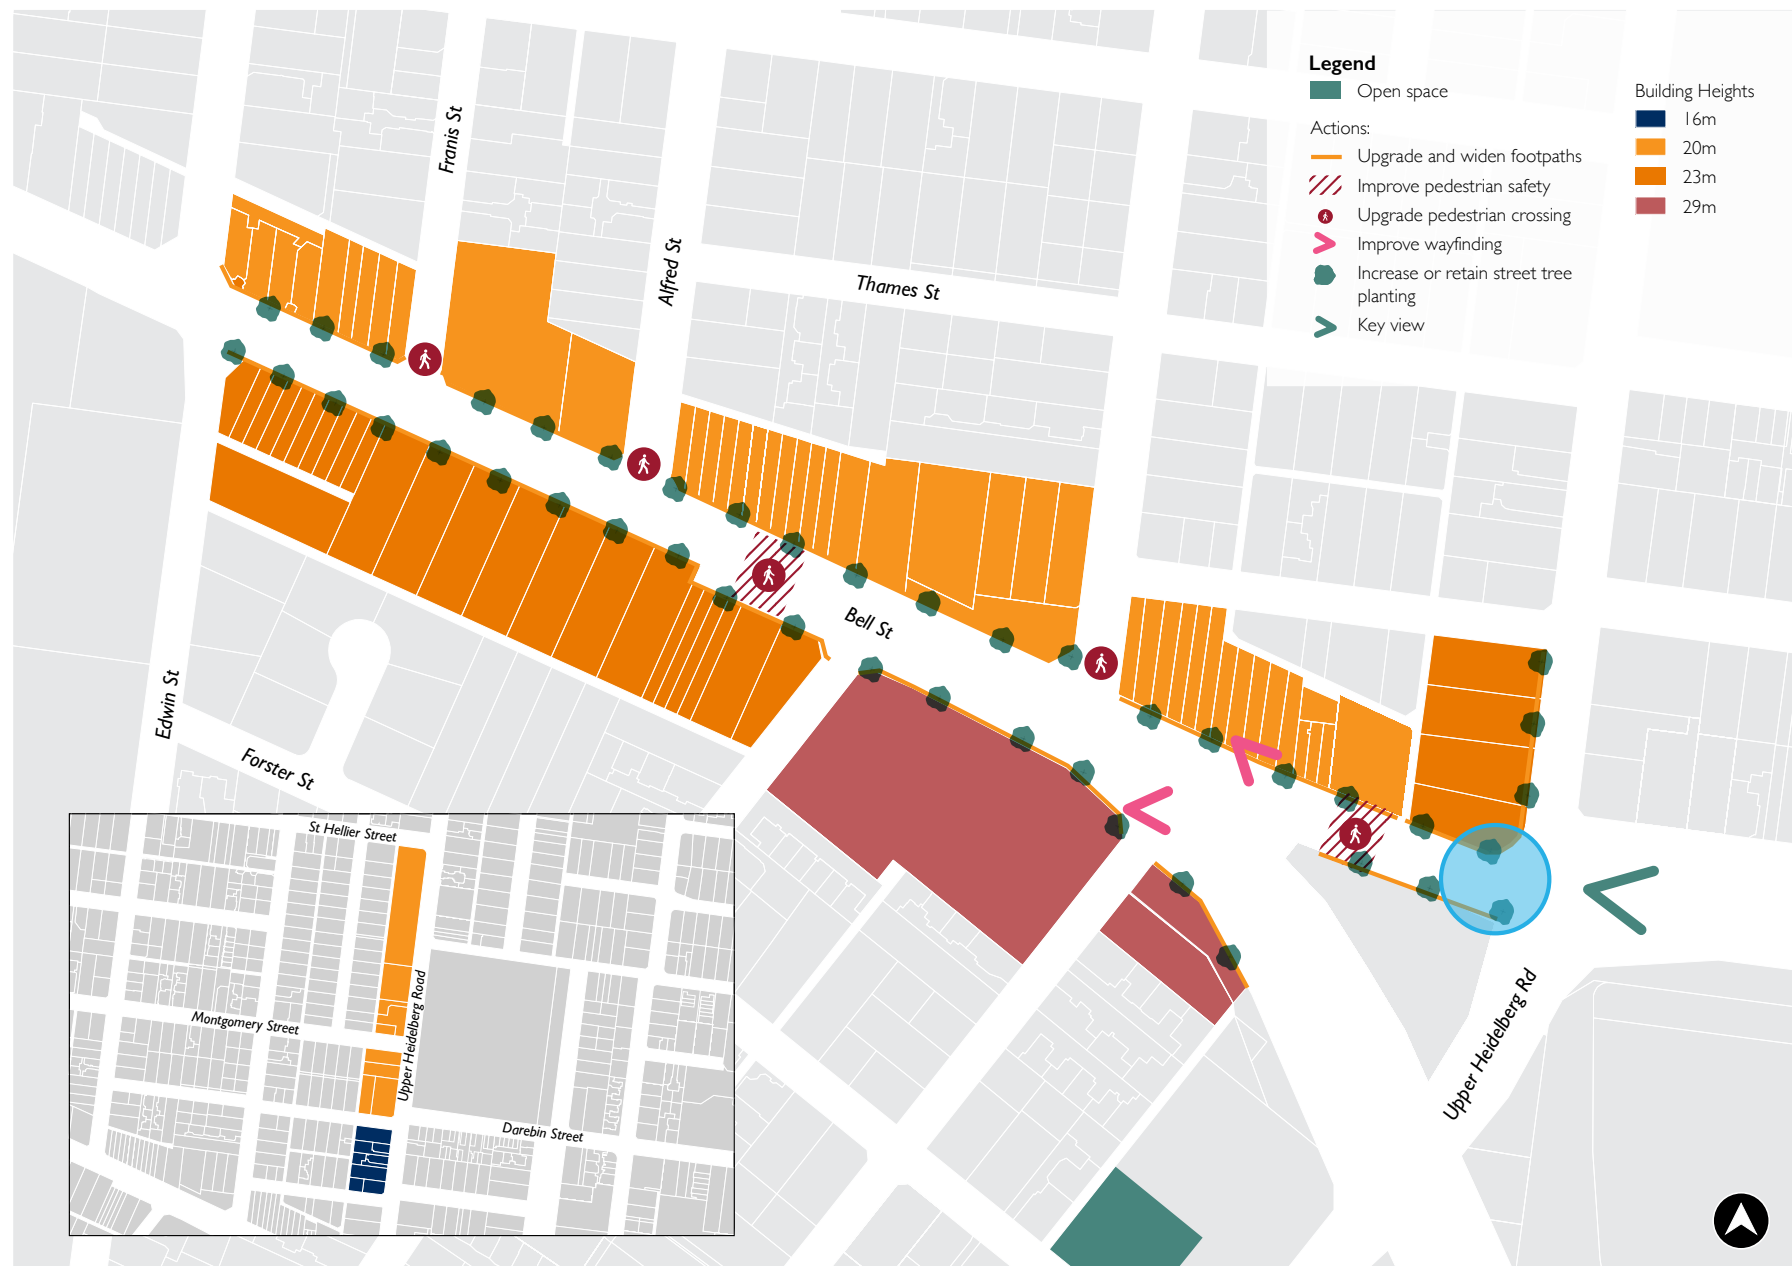 Legend
Open space
Actions:
Upgrade and widen footpaths
Improve pedestrian safety
Upgrade pedestrian crossing
Improve wayfinding
Increase or retain street tree
planting
Key view
Building Heights
16m
20m
23m
29m
Franis St
Alfred St
Thames St
Bell St
Edwin St
Forster St
Upper Heidelberg Rd
St Hellier Street
Montgomery Street
Upper Heidelberg Road
Darebin Street